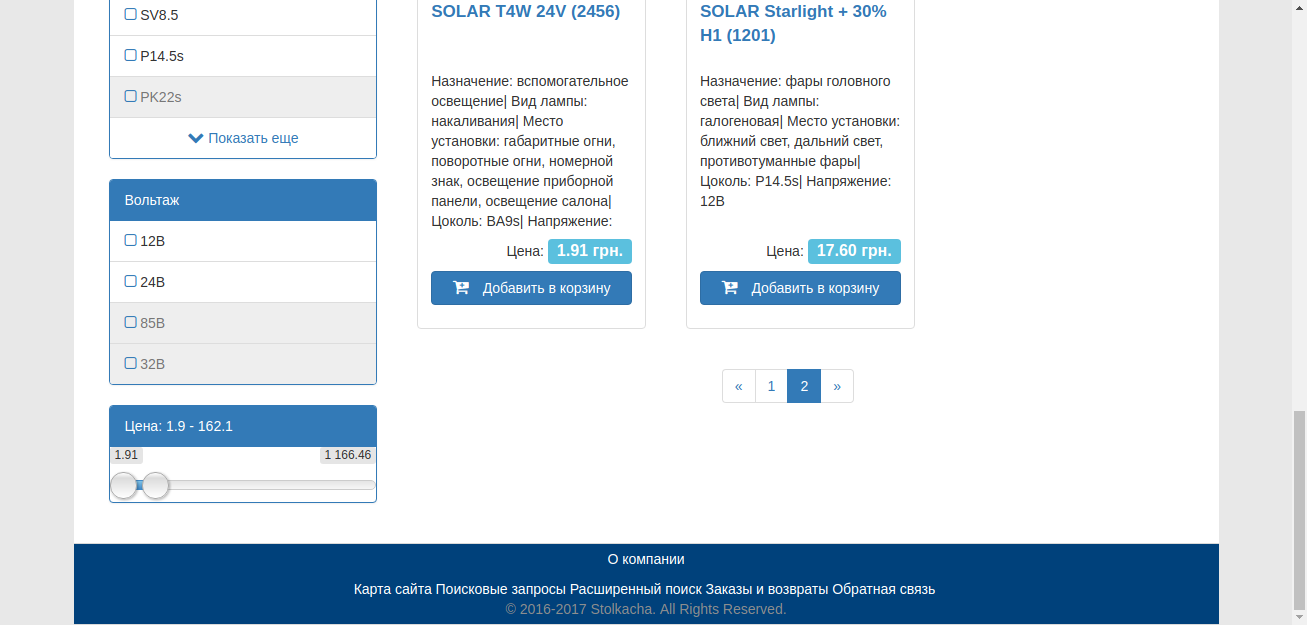 SV8.5
P14.5s
PK22s
Показать еще
Вольтаж
12В
24В
85В
32В
Цена: 1.9 - 162.1
1.91
1 166.46
SOLAR T4W 24V (2456)
Назначение: вспомогательное
освещение| Вид лампы:
накаливания| Место
установки: габаритные огни,
поворотные огни, номерной
знак, освещение приборной
панели, освещение салона|
Цоколь: BA9s| Напряжение:
Цена: 1.91 грн.
Добавить в корзину
SOLAR Starlight + 30%
H1 (1201)
Назначение: фары головного
света| Вид лампы:
галогеновая| Место установки:
ближний свет, дальний свет,
противотуманные фары|
Цоколь: P14.5s| Напряжение:
12В
Цена: 17.60 грн.
Добавить в корзину
« 1 2 »
О компании
Карта сайта Поисковые запросы Расширенный поиск Заказы и возвраты Обратная связь
© 2016-2017 Stolkacha. All Rights Reserved.